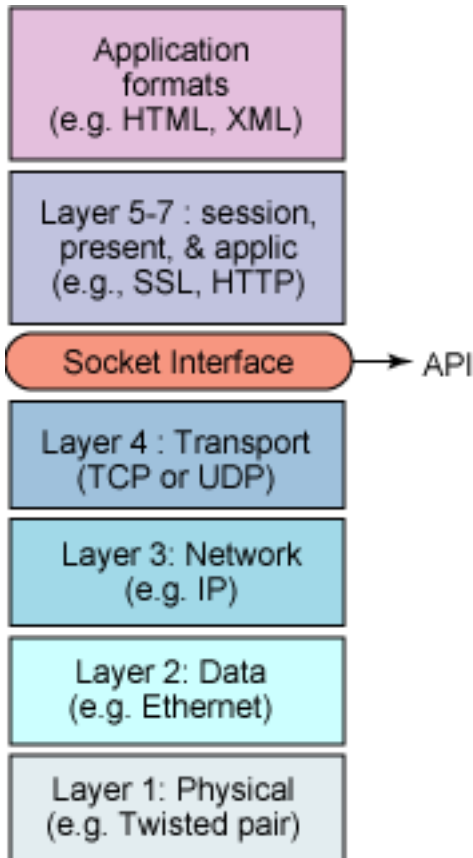 Application
formats
(e.g. HTML, XML)
Layer 5-7 : session,
present, & applic
(e.g., SSL, HTTP)
Socket Interface
API
Layer 4 : Transport
(TCP or UDP)
Layer 3: Network
(e.g. IP)
Layer 2: Data
(e.g. Ethernet)
Layer 1: Physical
(e.g. Twisted pair)